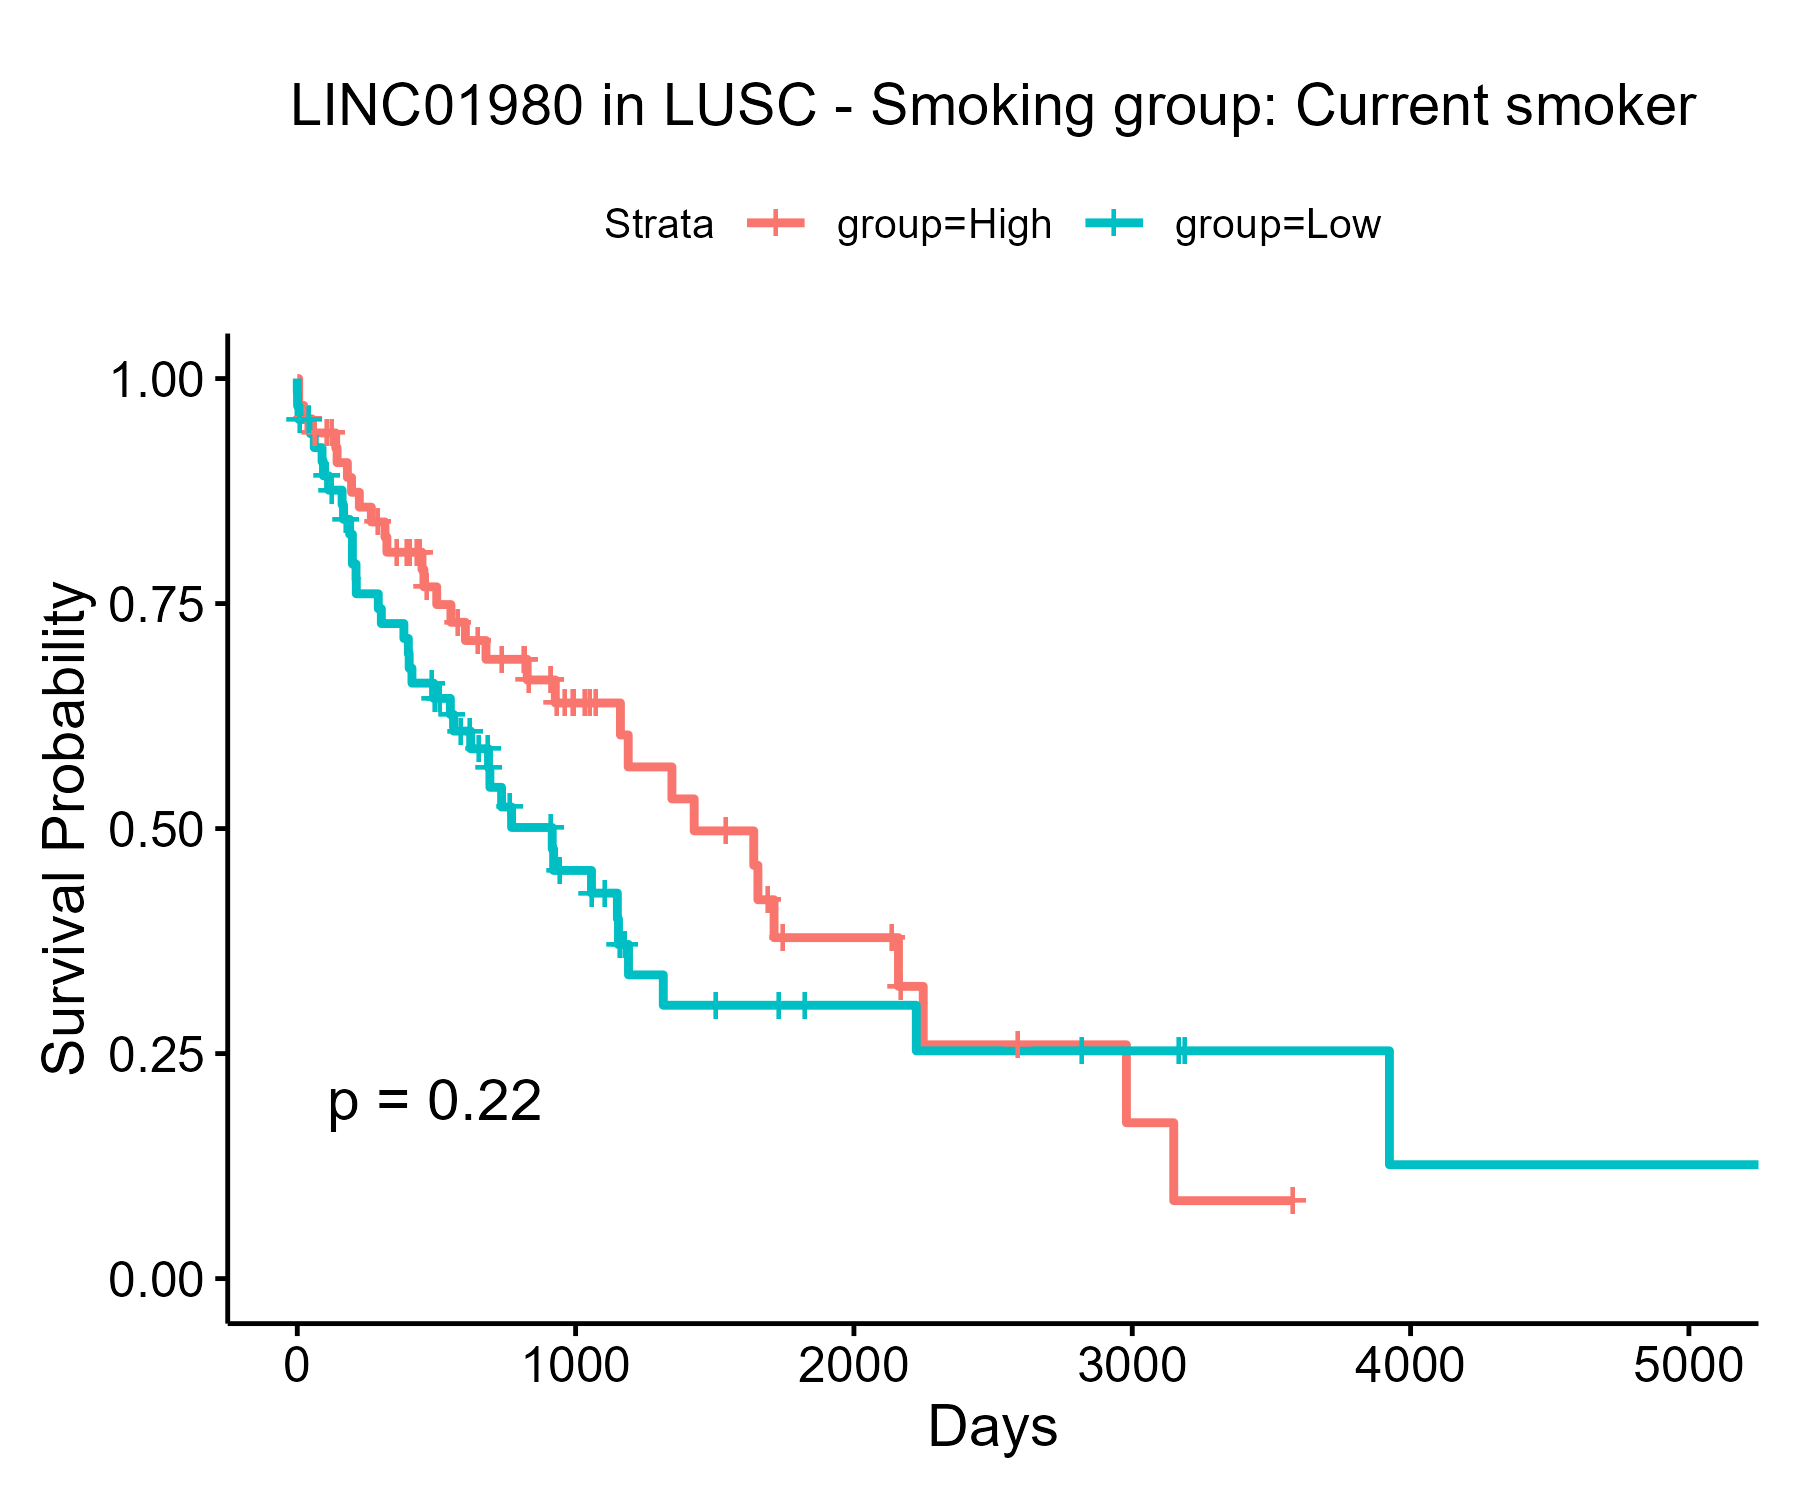 LINC01980 in LUSC - Smoking group: Current smoker
Strata group=High group=Low
Survival Probability
1.00
0.75
0.50
0.25
0.00
p = 0.22
0 1000 2000 3000 4000 5000
Days